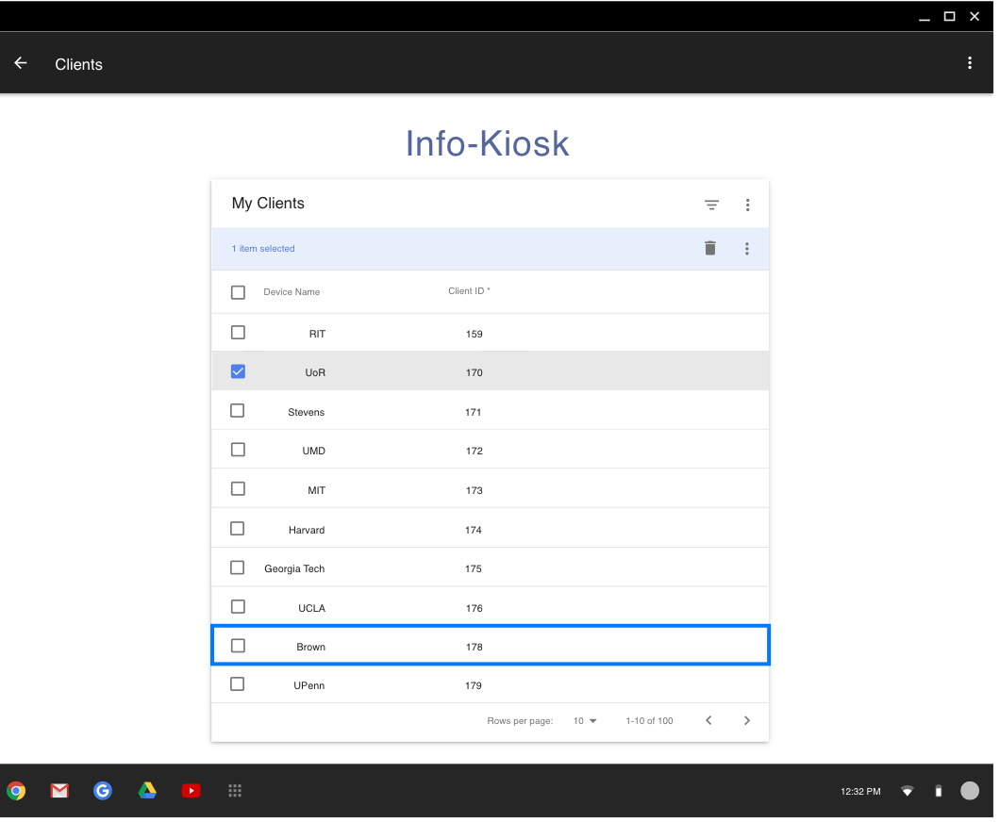 Clients
Info-Kiosk
My Clients
1 item selected
Device Name Client ID *
RIT 159
UoR 170
Stevens 171
UMD 172
MIT 173
Harvard 174
Georgia Tech 175
UCLA 176
Brown 178
UPenn 179
Rows per page: 10 1-10 of 100
12:32 PM